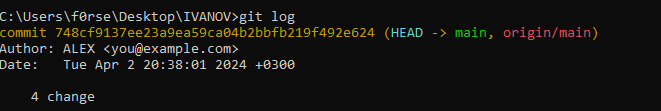 C:\Users\f0rse\Desktop\IVANOV>git log
commit 748cf9137ee23a9ea59ca04b2bbfb219f492e624 (HEAD -> main, origin/main)
Author: ALEX <you@example.com>
Date:   Tue Apr 2 20:38:01 2024 +0300
4 change